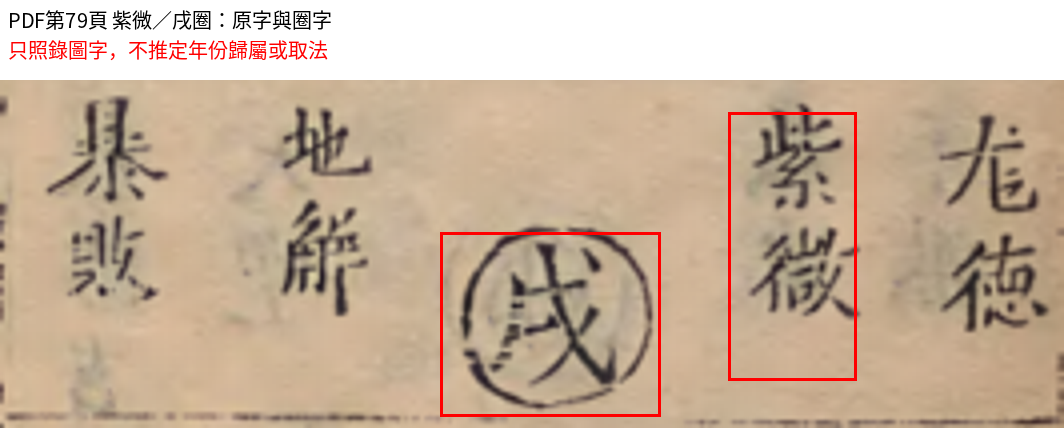 PDF第79頁 紫微／戌圈：原字與圈字
只照錄圖字，不推定年份歸屬或取法
龙徳
紫微
戌
地解
暴敗